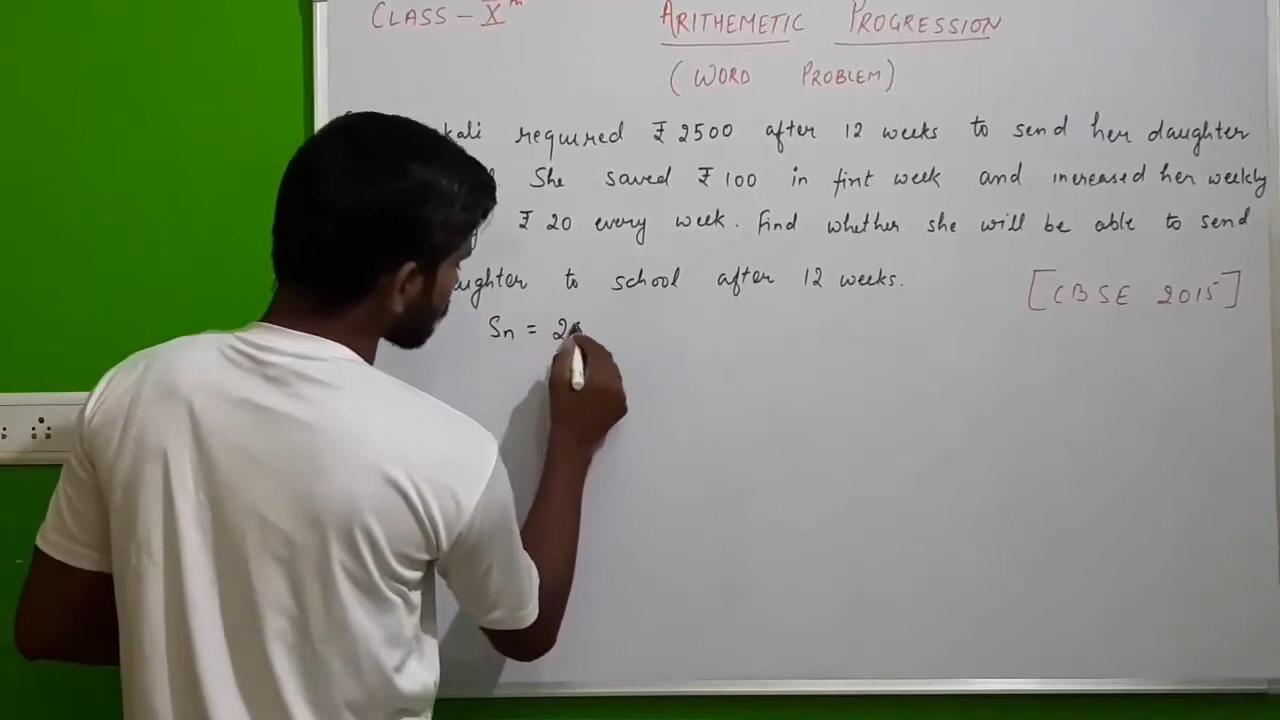 CLASS - Xth
ARITHEMETIC PROGRESSION
(WORD PROBLEM)
kali required ₹ 2500 after 12 weeks to send her daughter
She saved ₹ 100 in first week and increased her weekly
₹ 20 every week. Find whether she will be able to send
aughter to school after 12 weeks.
[CBSE 2015]
Sn = 2